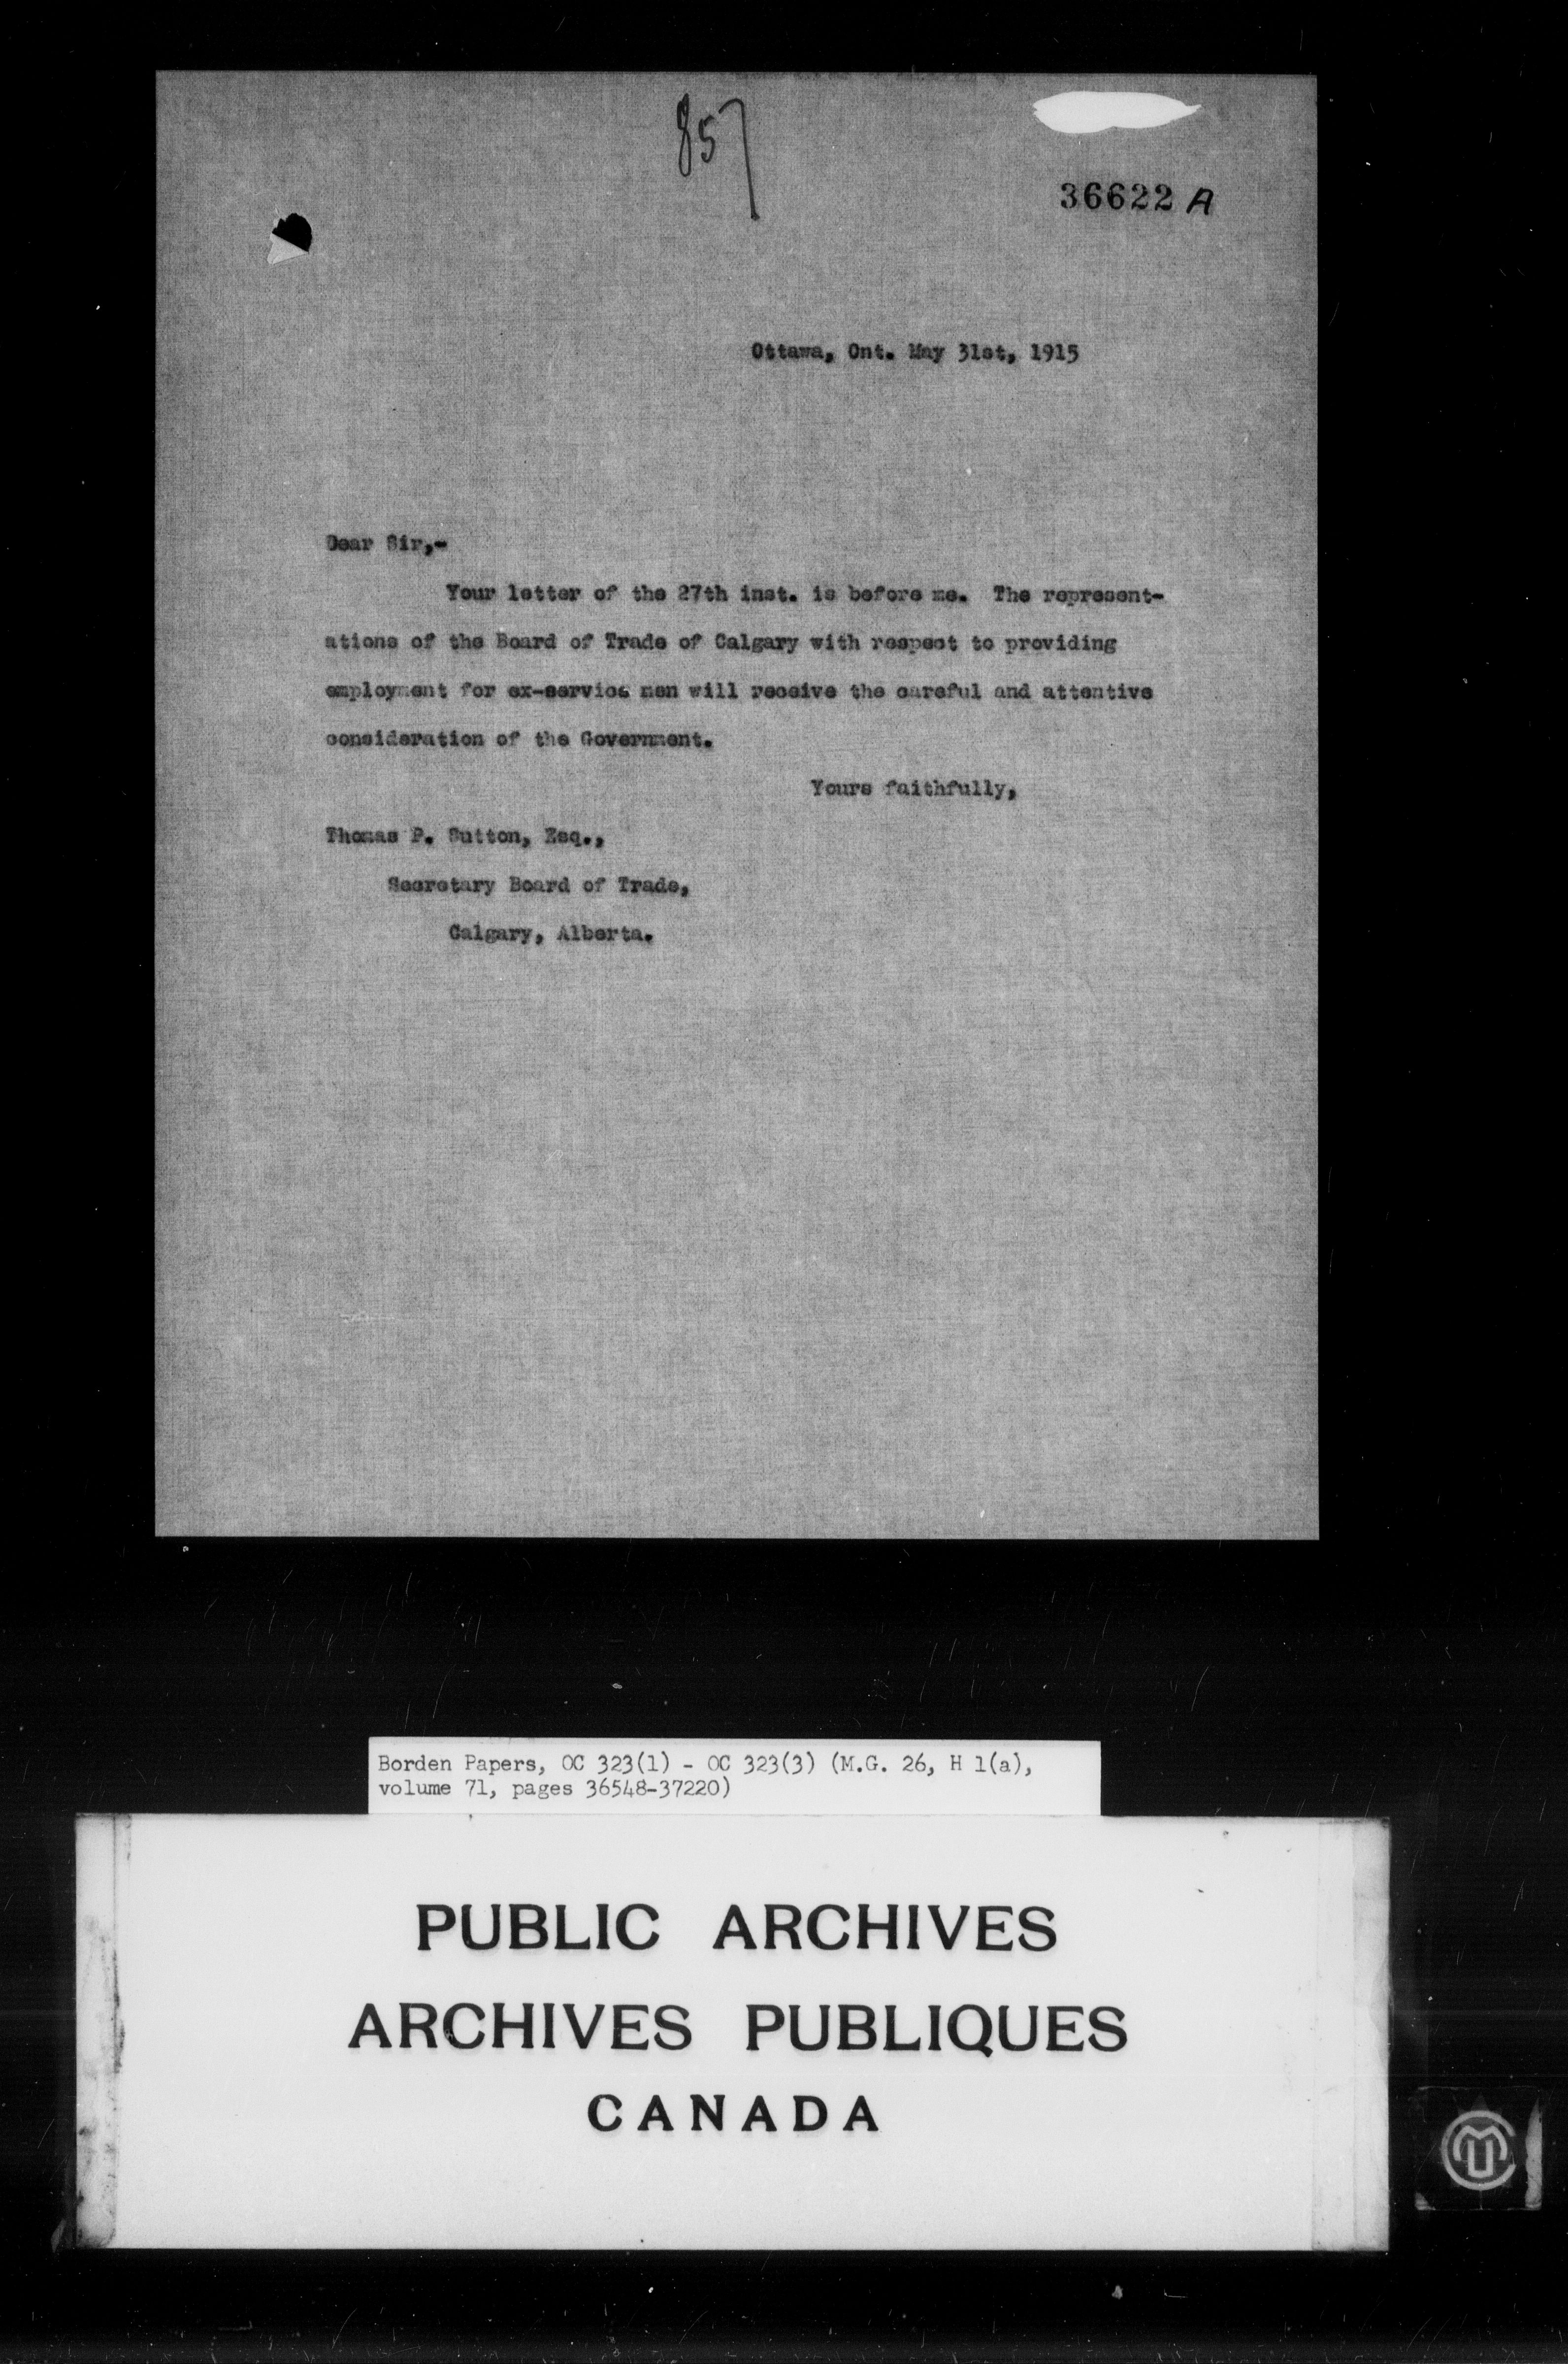 857
36622 A
Ottawa, Ont. May 31st, 1915
Dear Sir,-
Your letter of the 27th inst. is before me. The represent-
ations of the Board of Trade of Calgary with respect to providing
employment for ex-service men will receive the careful and attentive
consideration of the Government.
Yours faithfully,
Thomas P. Sutton, Esq.,
Secretary Board of Trade,
Calgary, Alberta.
Borden Papers, OC 323(1) - OC 323(3) (M.G. 26, H 1(a),
volume 71, pages 36548-37220)
PUBLIC ARCHIVES
ARCHIVES PUBLIQUES
CANADA